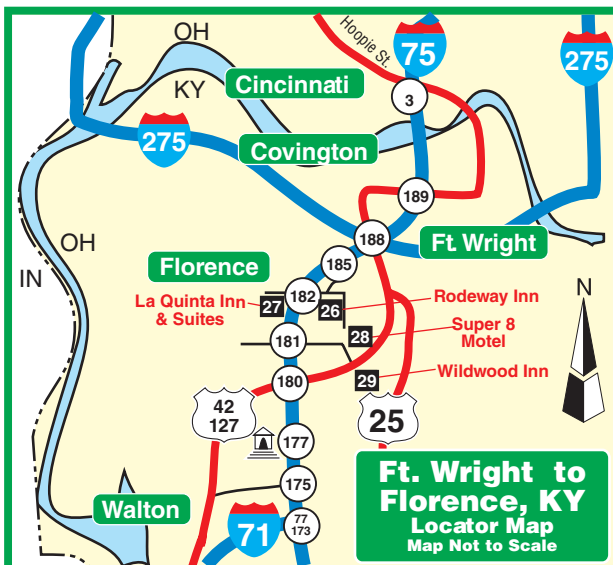 OH
Hoopie St.
75
275
KY
Cincinnati
3
275
Covington
189
OH
188
Ft. Wright
IN
Florence
185
La Quinta Inn
& Suites
27
182
26
Rodeway Inn
N
28
Super 8
Motel
181
180
29
Wildwood Inn
42
127
25
177
Walton
175
71
77
173
Ft. Wright to
Florence, KY
Locator Map
Map Not to Scale